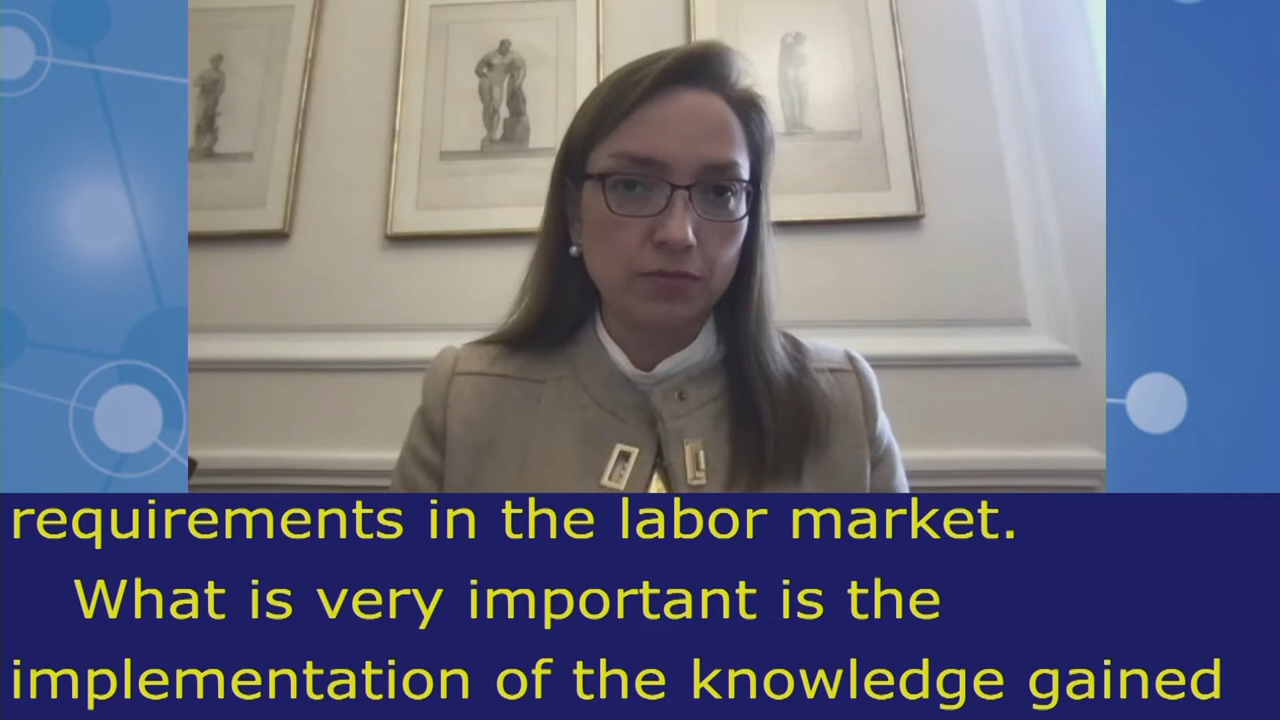 requirements in the labor market.
What is very important is the
implementation of the knowledge gained